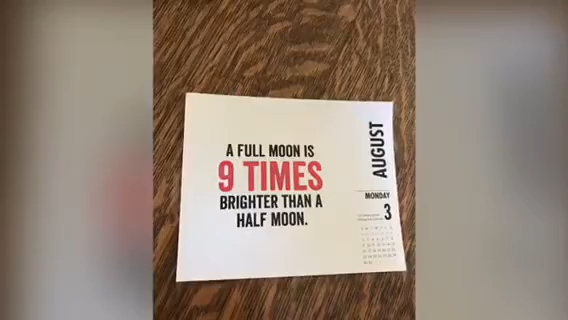 A FULL MOON IS
9 TIMES
BRIGHTER THAN A
HALF MOON.
AUGUST
MONDAY
3